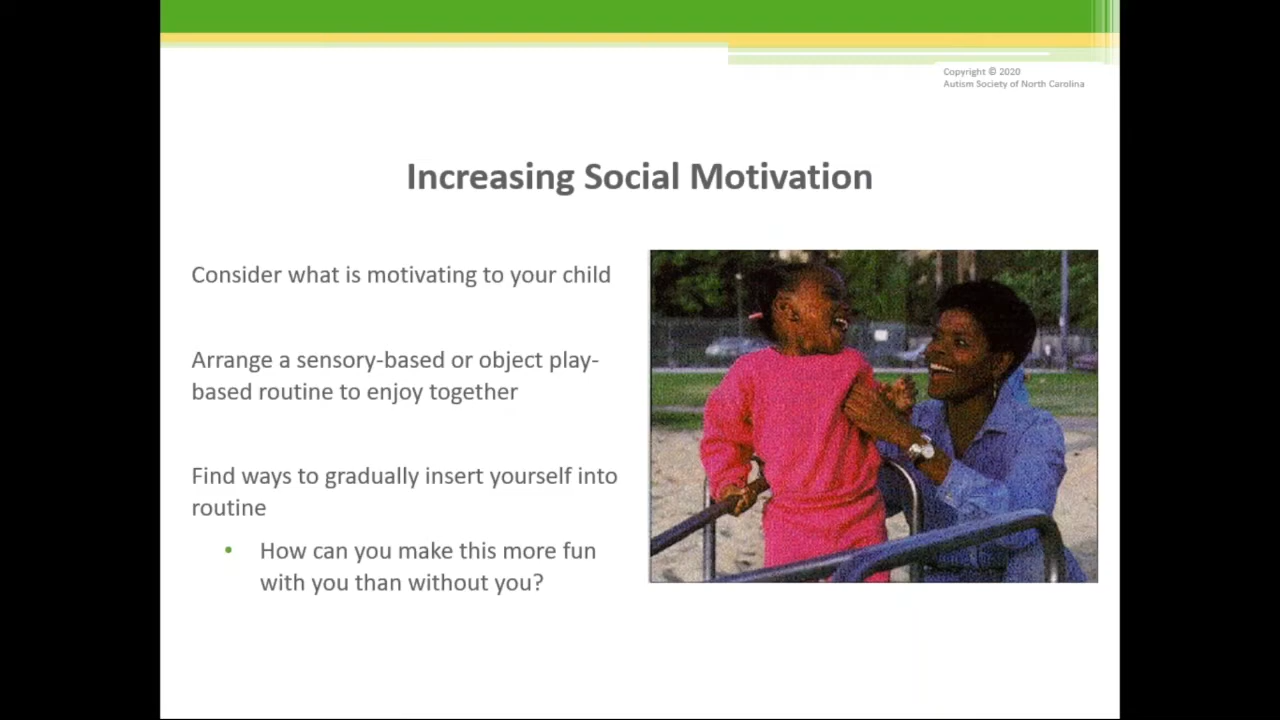 Copyright © 2020
Autism Society of North Carolina
Increasing Social Motivation
Consider what is motivating to your child
Arrange a sensory-based or object play-
based routine to enjoy together
Find ways to gradually insert yourself into
routine
• How can you make this more fun
with you than without you?